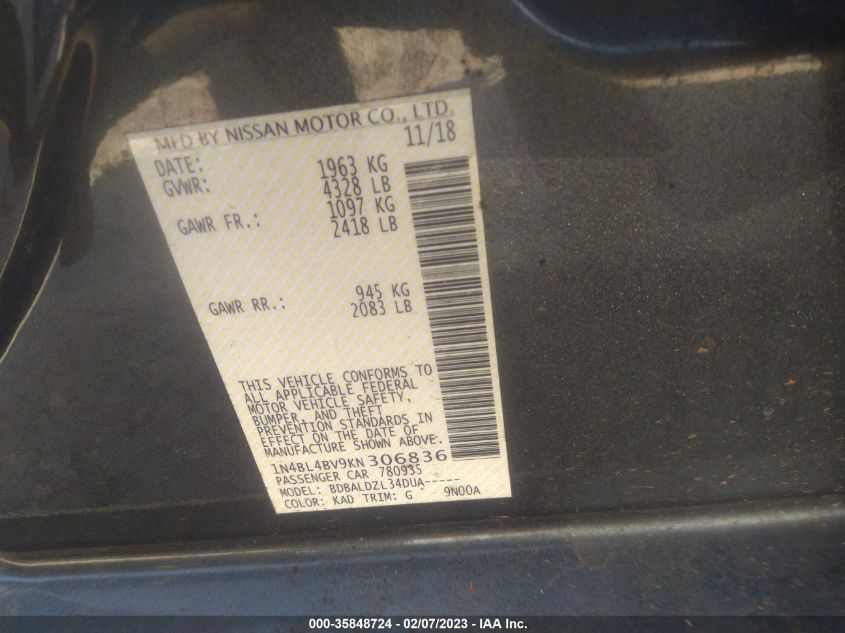 MFD BY NISSAN MOTOR CO., LTD.
DATE: 11/18
GVWR: 1963 KG
4328 LB
GAWR FR.: 1097 KG
2418 LB
GAWR RR.: 945 KG
2083 LB
THIS VEHICLE CONFORMS TO
ALL APPLICABLE FEDERAL
MOTOR VEHICLE SAFETY,
BUMPER, AND THEFT
PREVENTION STANDARDS IN
EFFECT ON THE DATE OF
MANUFACTURE SHOWN ABOVE.
1N4BL4BV9KN306836
PASSENGER CAR 780935
MODEL: BDBALDZL34DUA-----
COLOR: KAD TRIM: G 9N00A
000-35848724 - 02/07/2023 - IAA Inc.